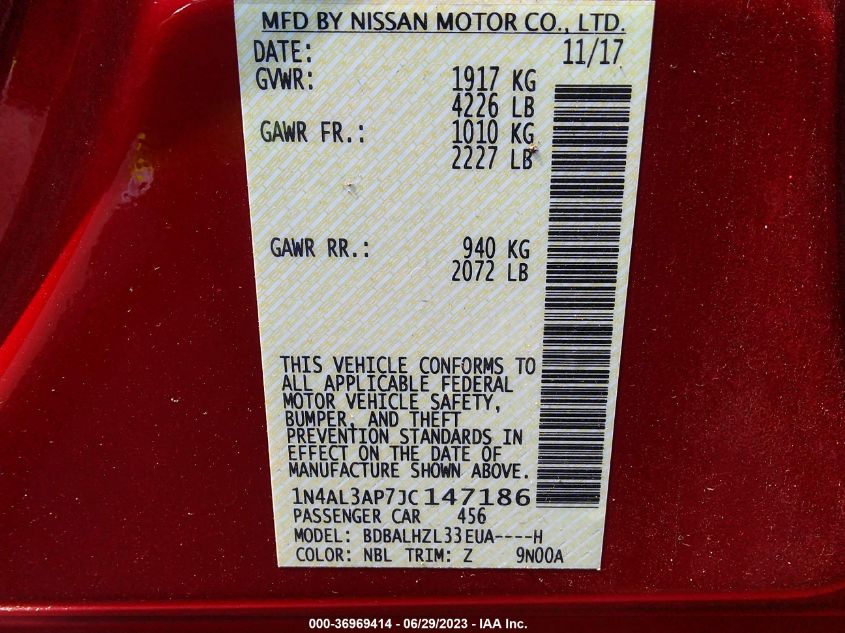 MFD BY NISSAN MOTOR CO., LTD.
DATE: 11/17
GVWR: 1917 KG
4226 LB
GAWR FR.: 1010 KG
2227 LB
GAWR RR.: 940 KG
2072 LB
THIS VEHICLE CONFORMS TO
ALL APPLICABLE FEDERAL
MOTOR VEHICLE SAFETY,
BUMPER, AND THEFT
PREVENTION STANDARDS IN
EFFECT ON THE DATE OF
MANUFACTURE SHOWN ABOVE.
1N4AL3AP7JC147186
PASSENGER CAR 456
MODEL: BDBALHZL33EUA----H
COLOR: NBL TRIM: Z 9N00A
000-36969414 - 06/29/2023 - IAA Inc.